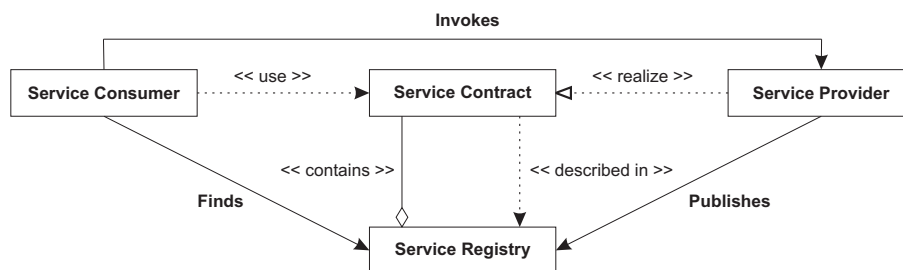 Invokes
<< use >>
<< realize >>
Service Consumer
Service Contract
Service Provider
<< contains >>
<< described in >>
Finds
Publishes
Service Registry